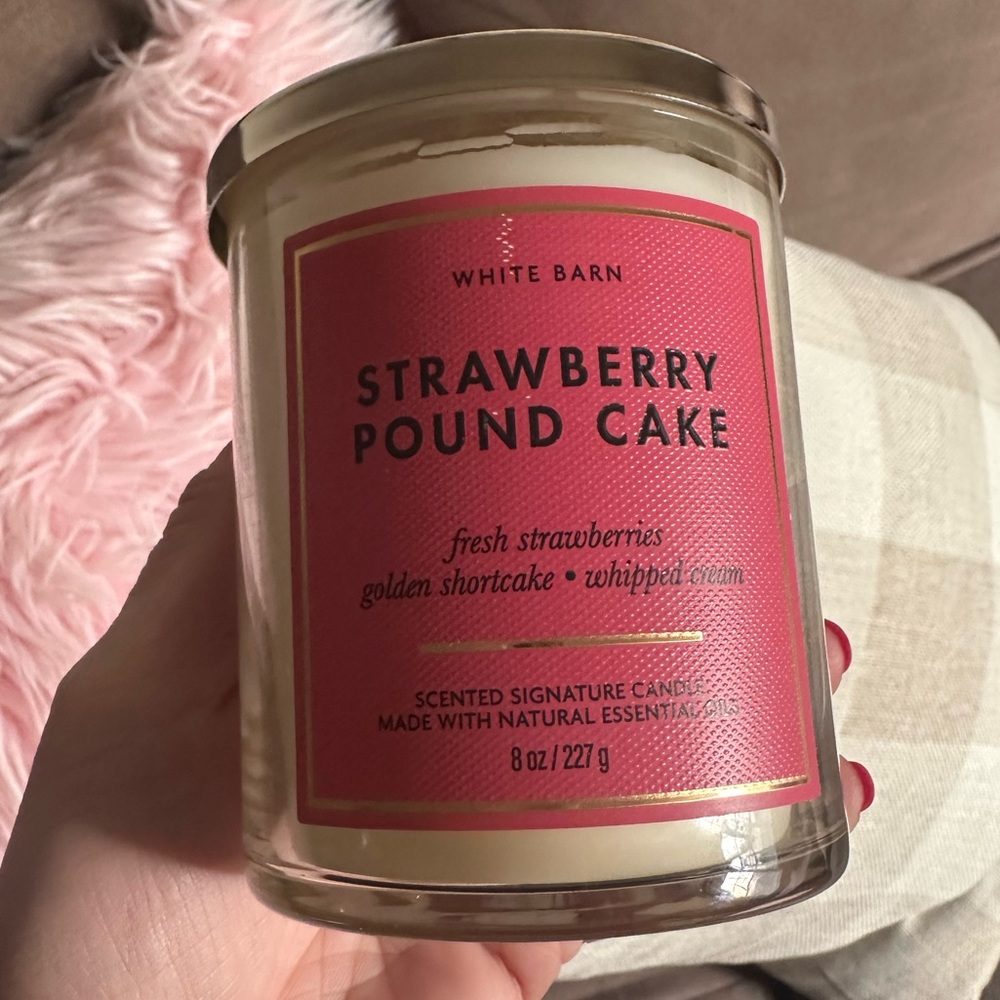 WHITE BARN
STRAWBERRY
POUND CAKE
fresh strawberries
golden shortcake • whipped cream
SCENTED SIGNATURE CANDLE
MADE WITH NATURAL ESSENTIAL OILS
8 oz / 227 g